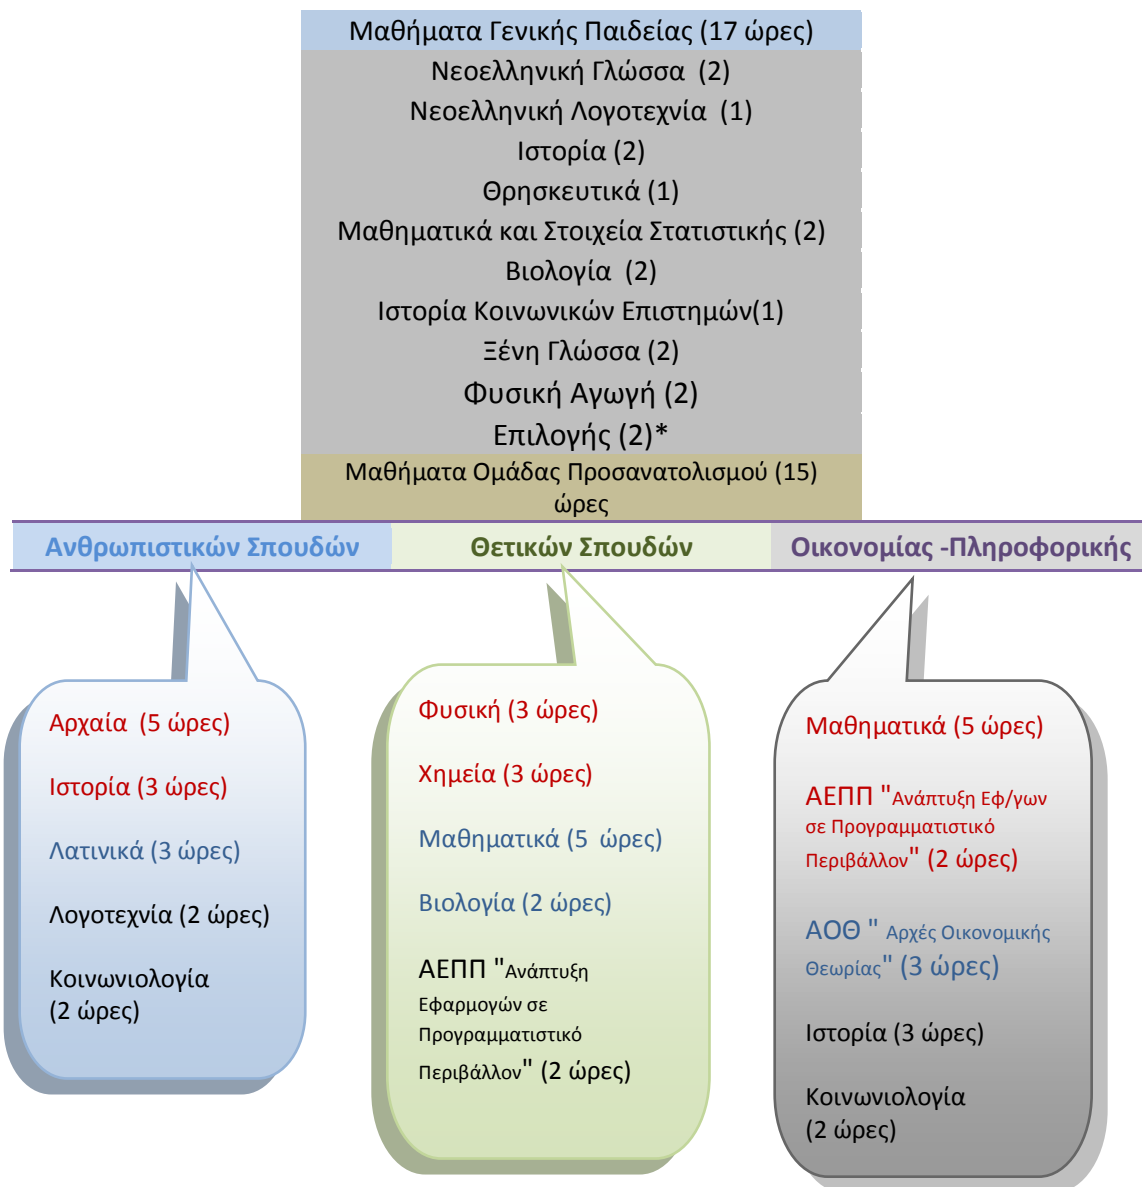 Μαθήματα Γενικής Παιδείας (17 ώρες)
Νεοελληνική Γλώσσα (2)
Νεοελληνική Λογοτεχνία (1)
Ιστορία (2)
Θρησκευτικά (1)
Μαθηματικά και Στοιχεία Στατιστικής (2)
Βιολογία (2)
Ιστορία Κοινωνικών Επιστημών(1)
Ξένη Γλώσσα (2)
Φυσική Αγωγή (2)
Επιλογής (2)*
Μαθήματα Ομάδας Προσανατολισμού (15)
ώρες
Ανθρωπιστικών Σπουδών
Θετικών Σπουδών
Οικονομίας -Πληροφορικής
Αρχαία (5 ώρες)
Ιστορία (3 ώρες)
Λατινικά (3 ώρες)
Λογοτεχνία (2 ώρες)
Κοινωνιολογία
(2 ώρες)
Φυσική (3 ώρες)
Χημεία (3 ώρες)
Μαθηματικά (5 ώρες)
Βιολογία (2 ώρες)
ΑΕΠΠ "Ανάπτυξη
Εφαρμογών σε
Προγραμματιστικό
Περιβάλλον" (2 ώρες)
Μαθηματικά (5 ώρες)
ΑΕΠΠ "Ανάπτυξη Εφ/γων
σε Προγραμματιστικό
Περιβάλλον" (2 ώρες)
ΑΟΘ " Αρχές Οικονομικής
Θεωρίας" (3 ώρες)
Ιστορία (3 ώρες)
Κοινωνιολογία
(2 ώρες)